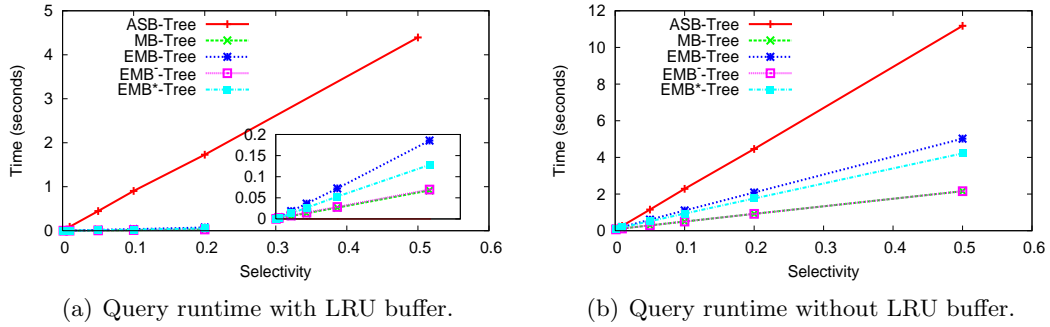 5
4
3
2
1
0
Time (seconds)
ASB-Tree
MB-Tree
EMB-Tree
EMB⁻-Tree
EMB*-Tree
0.2
0.15
0.1
0.05
0
0 0.1 0.2 0.3 0.4 0.5 0.6
Selectivity
(a) Query runtime with LRU buffer.
12
10
8
6
4
2
0
Time (seconds)
ASB-Tree
MB-Tree
EMB-Tree
EMB⁻-Tree
EMB*-Tree
0 0.1 0.2 0.3 0.4 0.5 0.6
Selectivity
(b) Query runtime without LRU buffer.